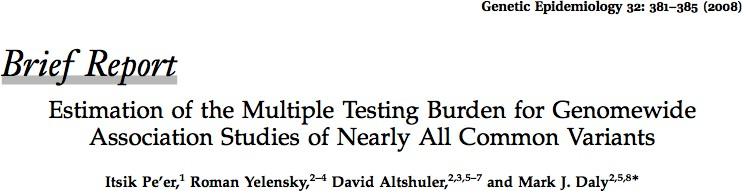 Genetic Epidemiology 32: 381–385 (2008)
Brief Report
Estimation of the Multiple Testing Burden for Genomewide
Association Studies of Nearly All Common Variants
Itsik Pe’er,1 Roman Yelensky,2–4 David Altshuler,2,3,5–7 and Mark J. Daly2,5,8*